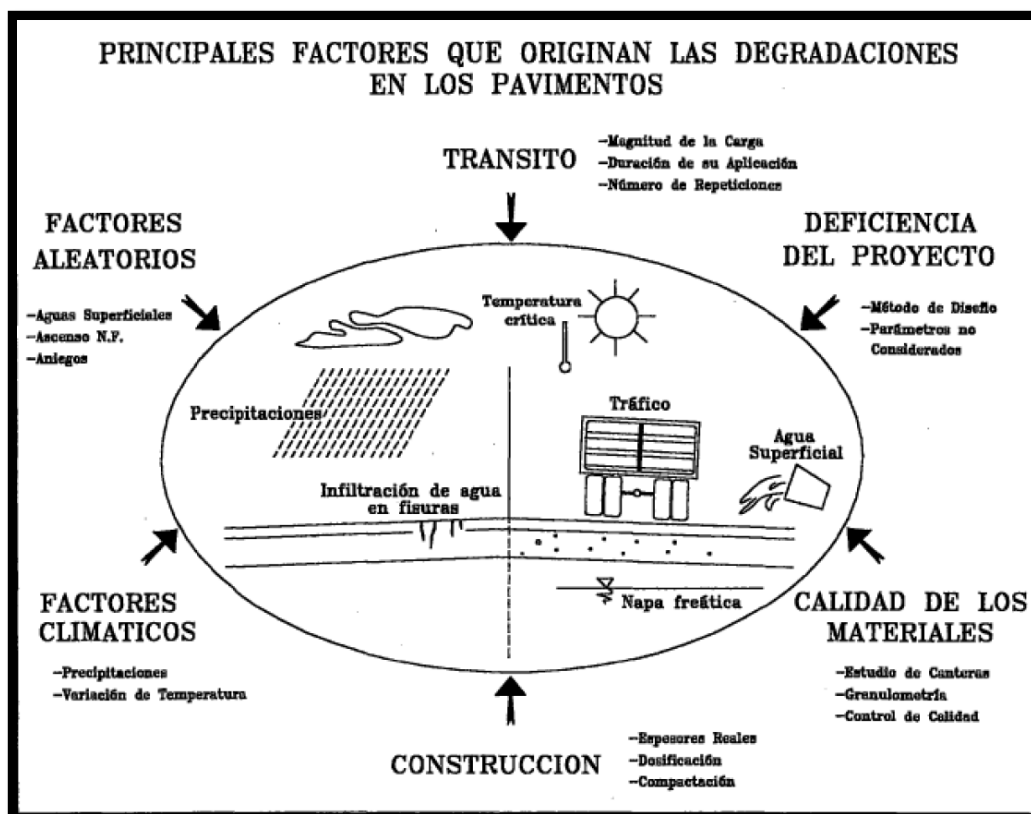 PRINCIPALES FACTORES QUE ORIGINAN LAS DEGRADACIONES
EN LOS PAVIMENTOS
TRANSITO
-Magnitud de la Carga
-Duración de su Aplicación
-Número de Repeticiones
FACTORES
ALEATORIOS
-Aguas Superficiales
-Ascenso N.F.
-Aniegos
DEFICIENCIA
DEL PROYECTO
-Método de Diseño
-Parámetros no
Considerados
Temperatura
crítica
Precipitaciones
Tráfico
Agua
Superficial
Infiltración de agua
en fisuras
Napa freática
FACTORES
CLIMATICOS
-Precipitaciones
-Variación de Temperatura
CALIDAD DE LOS
MATERIALES
-Estudio de Canteras
-Granulometría
-Control de Calidad
CONSTRUCCION
-Espesores Reales
-Dosificación
-Compactación